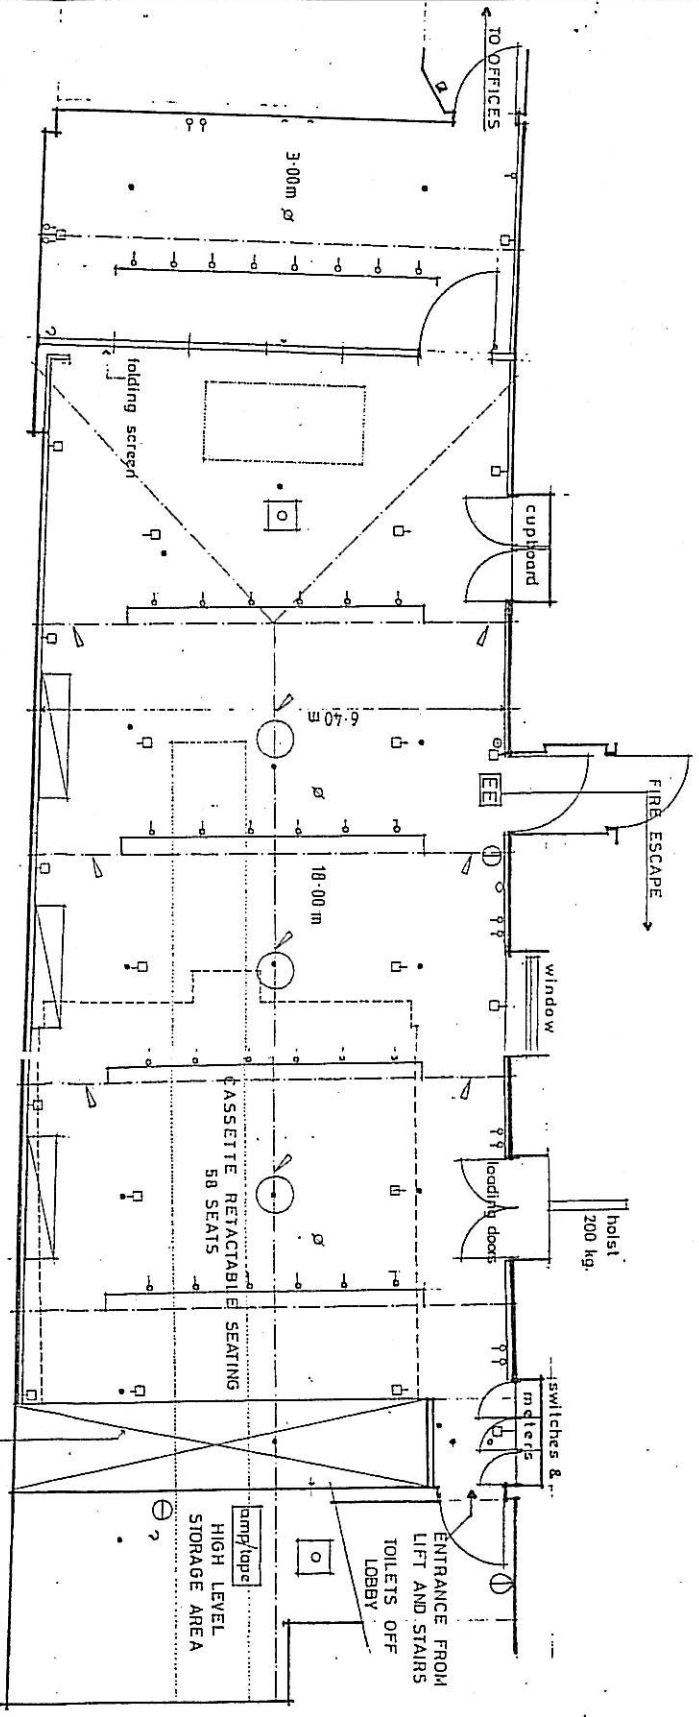 TO OFFICES
3·00m
folding screen
cupboard
6·40m
EE
FIRE ESCAPE
18·00m
window
CASSETTE RETACTABLE SEATING
58 SEATS
loading doors
hoist
200 kg.
switches &
meters
ENTRANCE FROM
LIFT AND STAIRS
TOILETS OFF
LOBBY
amp/tape
HIGH LEVEL
STORAGE AREA
?
?